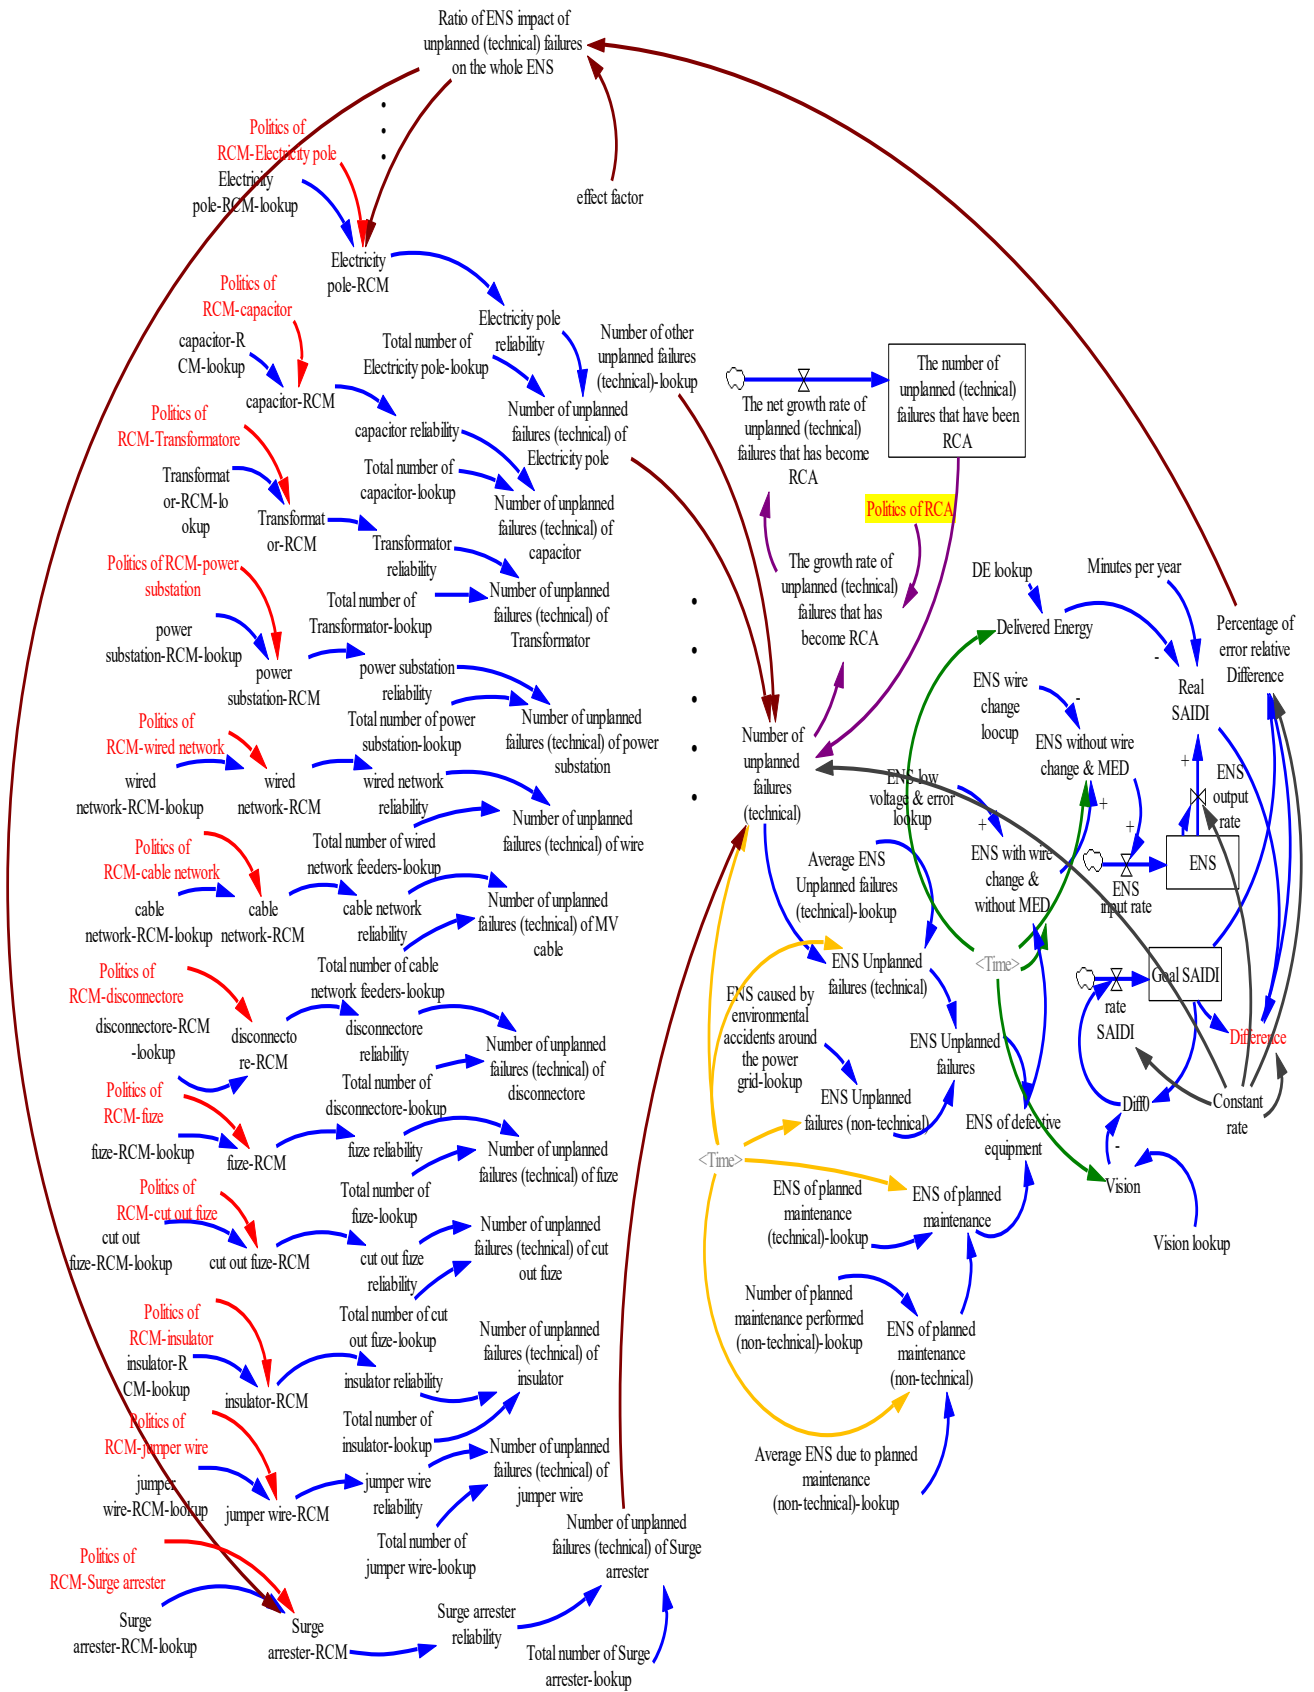 Ratio of ENS impact of
unplanned (technical) failures
on the whole ENS
Politics of
RCM-Electricity pole
Electricity
pole-RCM-lookup
effect factor
Electricity
pole-RCM
Politics of
RCM-capacitor
capacitor-R
CM-lookup
capacitor-RCM
Electricity pole
reliability
Total number of
Electricity pole-lookup
Number of other
unplanned failures
(technical)-lookup
Number of unplanned
failures (technical) of
Electricity pole
The net growth rate of
unplanned (technical)
failures that has become
RCA
The number of
unplanned (technical)
failures that have been
RCA
Politics of
RCM-Transformatore
Transformat
or-RCM-lo
okup
Transformat
or-RCM
capacitor reliability
Total number of
capacitor-lookup
Number of unplanned
failures (technical) of
capacitor
Politics of RCA
Transformator
reliability
Politics of RCM-power
substation
power
substation-RCM-lookup
power
substation-RCM
Total number of
Transformator-lookup
Number of unplanned
failures (technical) of
Transformator
The growth rate of
unplanned (technical)
failures that has
become RCA
DE lookup
Minutes per year
Delivered Energy
Percentage of
error relative
Difference
power substation
reliability
Total number of power
substation-lookup
Number of unplanned
failures (technical) of power
substation
ENS wire
change
loocup
-
-
Real
SAIDI
Politics of
RCM-wired network
wired
network-RCM-lookup
wired
network-RCM
wired network
reliability
Number of
unplanned
failures
(technical)
ENS without wire
change & MED
+
ENS
output
rate
ENS low
voltage & error
lookup
+
+
+
Total number of wired
network feeders-lookup
Number of unplanned
failures (technical) of wire
Politics of
RCM-cable network
cable
network-RCM-lookup
cable
network-RCM
cable network
reliability
Average ENS
Unplanned failures
(technical)-lookup
ENS with wire
change &
without MED
ENS
input rate
ENS
Number of unplanned
failures (technical) of MV
cable
Politics of
RCM-disconnectore
disconnectore-RCM
-lookup
disconnecto
re-RCM
Total number of cable
network feeders-lookup
disconnectore
reliability
ENS Unplanned
failures (technical)
<Time>
rate
SAIDI
Goal SAIDI
ENS caused by
environmental
accidents around
the power
grid-lookup
Difference
Number of unplanned
failures (technical) of
disconnectore
ENS Unplanned
failures
Politics of
RCM-fuze
fuze-RCM-lookup
fuze-RCM
Total number of
disconnectore-lookup
fuze reliability
Number of unplanned
failures (technical) of fuze
ENS Unplanned
failures (non-technical)
ENS of defective
equipment
Diff0
Constant
rate
-
<Time>
Vision
Politics of
RCM-cut out fuze
cut out
fuze-RCM-lookup
cut out fuze-RCM
Total number of
fuze-lookup
cut out fuze
reliability
Number of unplanned
failures (technical) of cut
out fuze
ENS of planned
maintenance
(technical)-lookup
ENS of planned
maintenance
Vision lookup
Politics of
RCM-insulator
insulator-R
CM-lookup
insulator-RCM
Total number of cut
out fuze-lookup
insulator reliability
Number of unplanned
failures (technical) of
insulator
Number of planned
maintenance performed
(non-technical)-lookup
ENS of planned
maintenance
(non-technical)
Politics of
RCM-jumper wire
jumper
wire-RCM-lookup
jumper wire-RCM
Total number of
insulator-lookup
jumper wire
reliability
Number of unplanned
failures (technical) of
jumper wire
Average ENS due to planned
maintenance
(non-technical)-lookup
Total number of
jumper wire-lookup
Number of unplanned
failures (technical) of Surge
arrester
Politics of
RCM-Surge arrester
Surge
arrester-RCM-lookup
Surge
arrester-RCM
Surge arrester
reliability
Total number of Surge
arrester-lookup